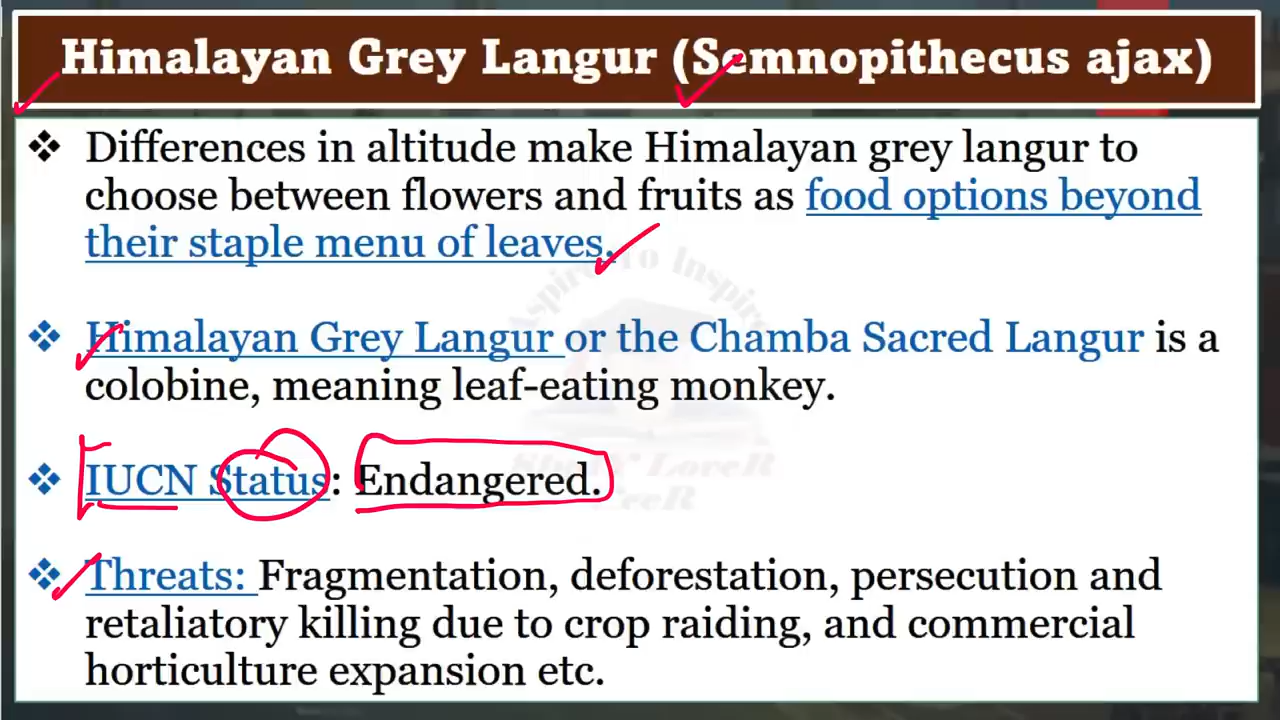 Himalayan Grey Langur (Semnopithecus ajax)
❖ Differences in altitude make Himalayan grey langur to
choose between flowers and fruits as food options beyond
their staple menu of leaves.
Aspire To Inspire
❖ Himalayan Grey Langur or the Chamba Sacred Langur is a
colobine, meaning leaf-eating monkey.
❖ IUCN Status: Endangered.
❖ Threats: Fragmentation, deforestation, persecution and
retaliatory killing due to crop raiding, and commercial
horticulture expansion etc.